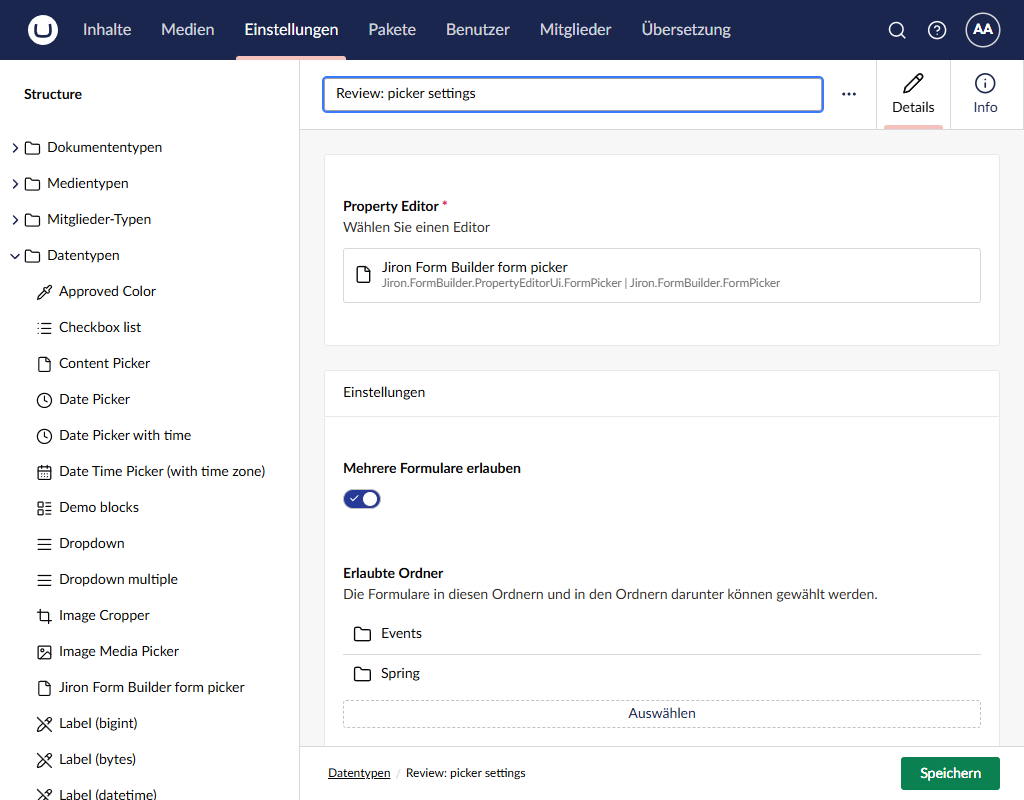 Inhalte
Medien
Einstellungen
Pakete
Benutzer
Mitglieder
Übersetzung
AA
Structure
Dokumententypen
Medientypen
Mitglieder-Typen
Datentypen
Approved Color
Checkbox list
Content Picker
Date Picker
Date Picker with time
Date Time Picker (with time zone)
Demo blocks
Dropdown
Dropdown multiple
Image Cropper
Image Media Picker
Jiron Form Builder form picker
Label (bigint)
Label (bytes)
Label (datetime)
Review: picker settings
Details
Info
Property Editor *
Wählen Sie einen Editor
Jiron Form Builder form picker
Jiron.FormBuilder.PropertyEditorUi.FormPicker | Jiron.FormBuilder.FormPicker
Einstellungen
Mehrere Formulare erlauben
Erlaubte Ordner
Die Formulare in diesen Ordnern und in den Ordnern darunter können gewählt werden.
Events
Spring
Auswählen
Datentypen / Review: picker settings
Speichern